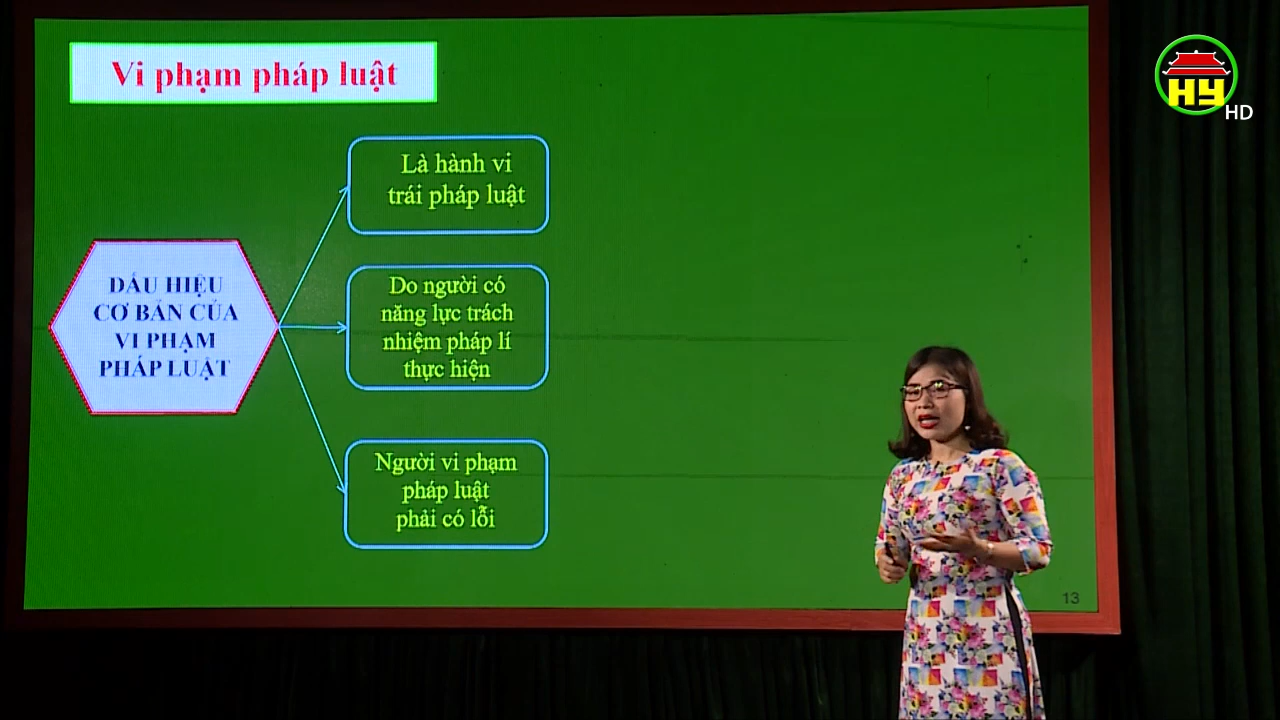 Vi phạm pháp luật
HY
HD
Là hành vi
trái pháp luật
DẤU HIỆU
CƠ BẢN CỦA
VI PHẠM
PHÁP LUẬT
Do người có
năng lực trách
nhiệm pháp lí
thực hiện
Người vi phạm
pháp luật
phải có lỗi
13